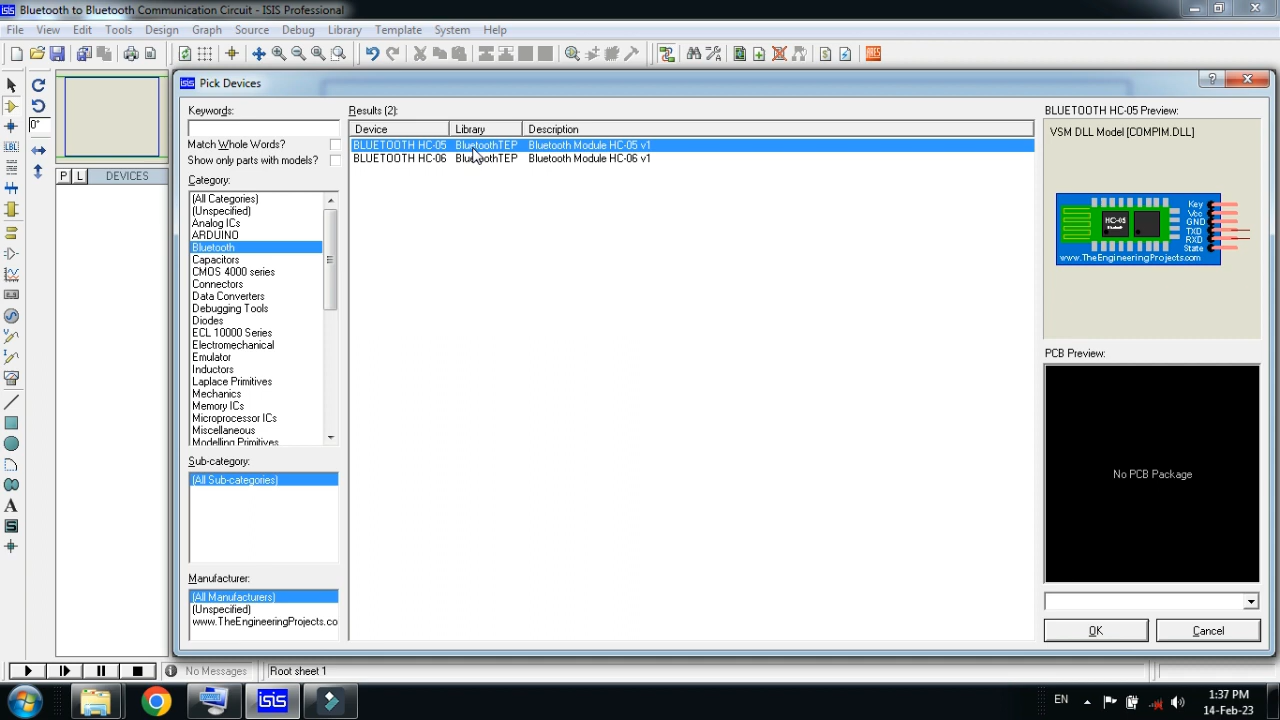 Bluetooth to Bluetooth Communication Circuit - ISIS Professional
File View Edit Tools Design Graph Source Debug Library Template System Help
ARES
Pick Devices
Keywords:
Match Whole Words?
Show only parts with models?
Category:
(All Categories)
(Unspecified)
Analog ICs
ARDUINO
Bluetooth
Capacitors
CMOS 4000 series
Connectors
Data Converters
Debugging Tools
Diodes
ECL 10000 Series
Electromechanical
Emulator
Inductors
Laplace Primitives
Mechanics
Memory ICs
Microprocessor ICs
Miscellaneous
Modelling Primitives
Sub-category:
(All Sub-categories)
Manufacturer:
(All Manufacturers)
(Unspecified)
www.TheEngineeringProjects.co
Results (2):
Device Library Description
BLUETOOTH HC-05 BluetoothTEP Bluetooth Module HC-05 v1
BLUETOOTH HC-06 BluetoothTEP Bluetooth Module HC-06 v1
BLUETOOTH HC-05 Preview:
VSM DLL Model [COMPIM.DLL]
HC-05
Key
Vcc
GND
TXD
RXD
State
www.TheEngineeringProjects.com
PCB Preview:
No PCB Package
OK Cancel
0°
LBL
P L DEVICES
A
S
No Messages Root sheet 1
isis
EN
1:37 PM
14-Feb-23